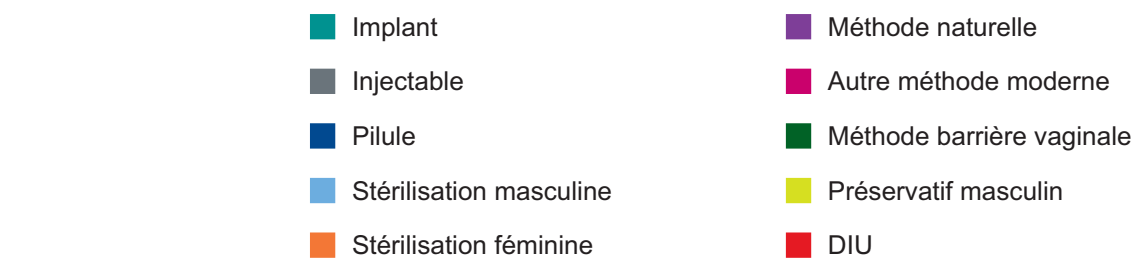 Implant
Injectable
Pilule
Stérilisation masculine
Stérilisation féminine
Méthode naturelle
Autre méthode moderne
Méthode barrière vaginale
Préservatif masculin
DIU